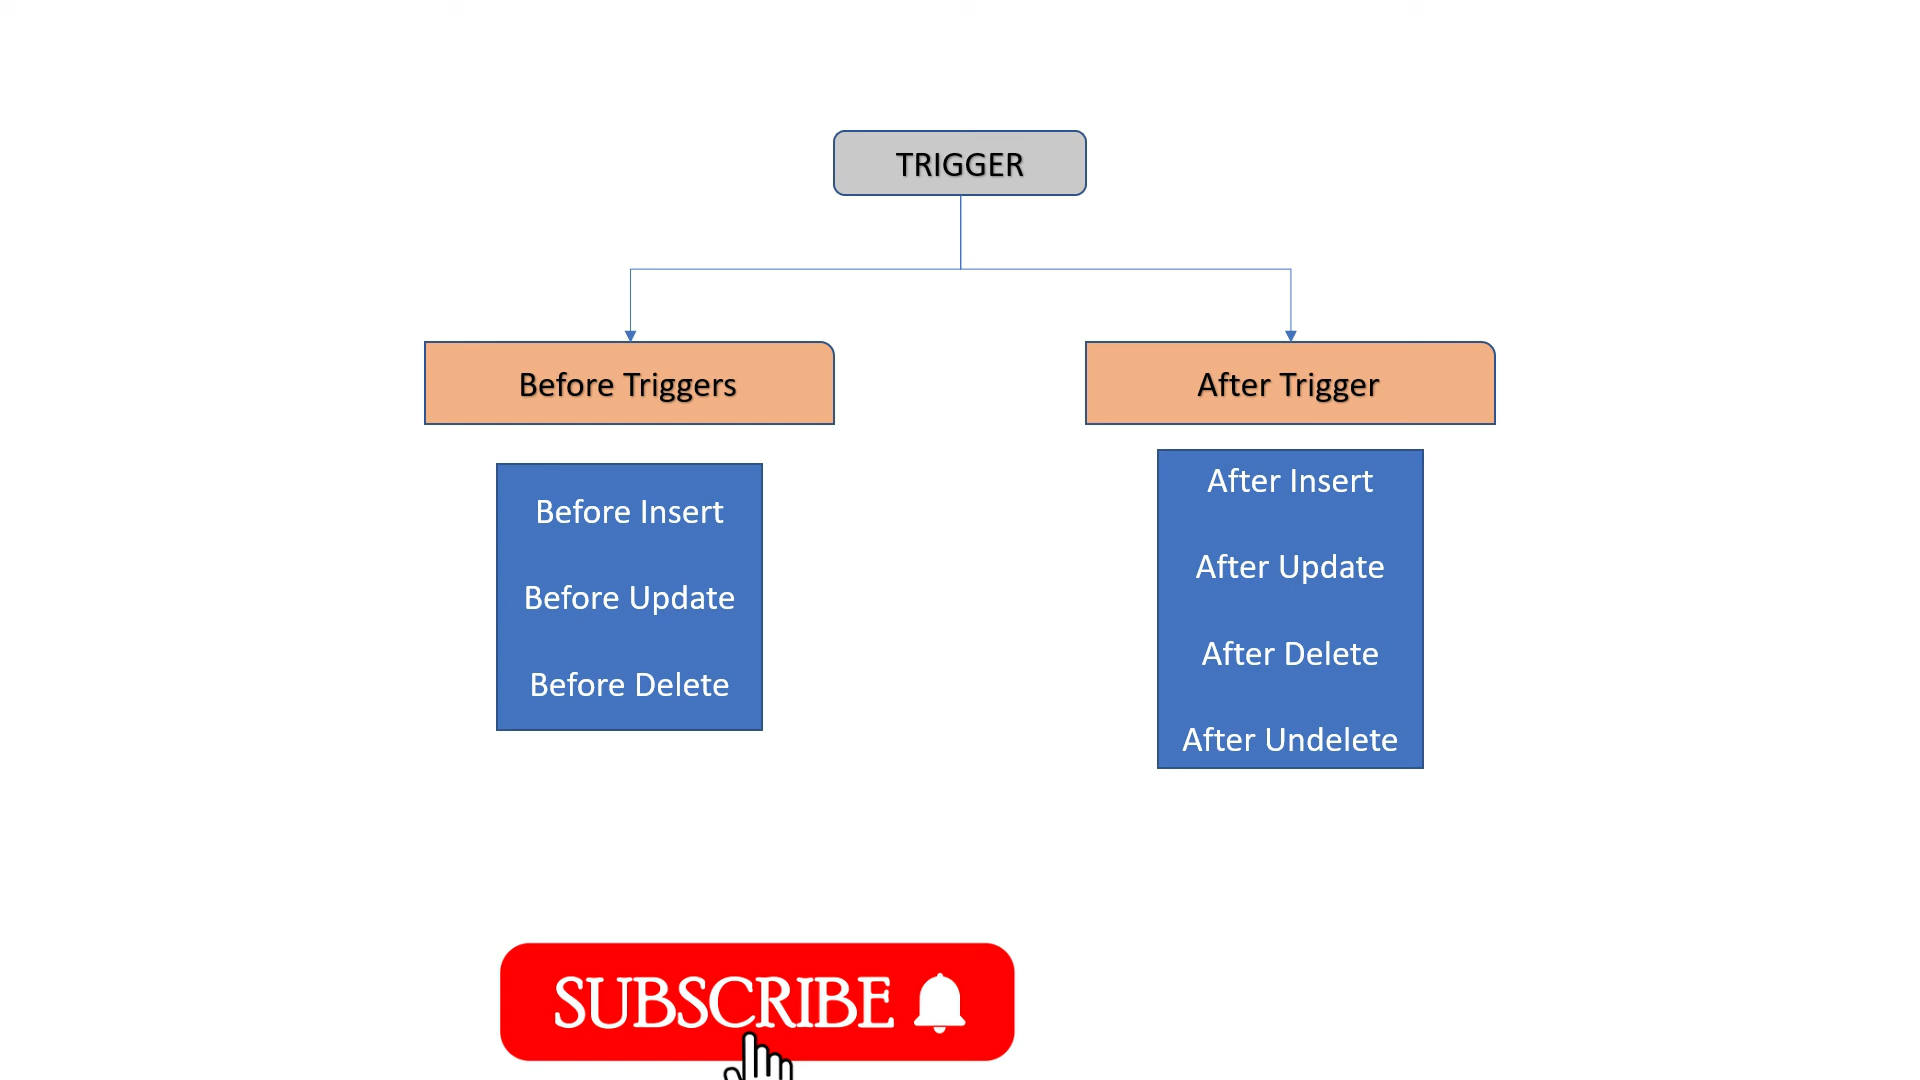 TRIGGER
Before Triggers
Before Insert
Before Update
Before Delete
After Trigger
After Insert
After Update
After Delete
After Undelete
SUBSCRIBE